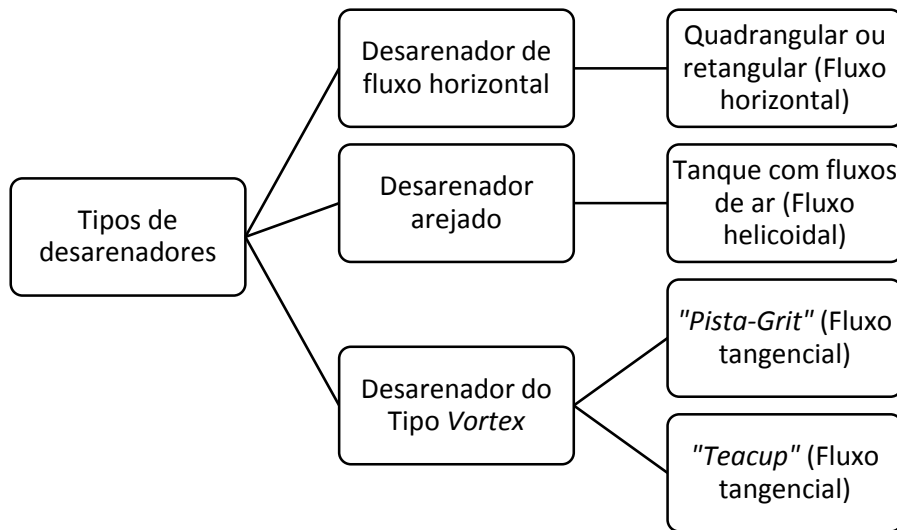 Tipos de
desarenadores
Desarenador de
fluxo horizontal
Quadrangular ou
retangular (Fluxo
horizontal)
Desarenador
arejado
Tanque com fluxos
de ar (Fluxo
helicoidal)
Desarenador do
Tipo Vortex
"Pista-Grit" (Fluxo
tangencial)
"Teacup" (Fluxo
tangencial)